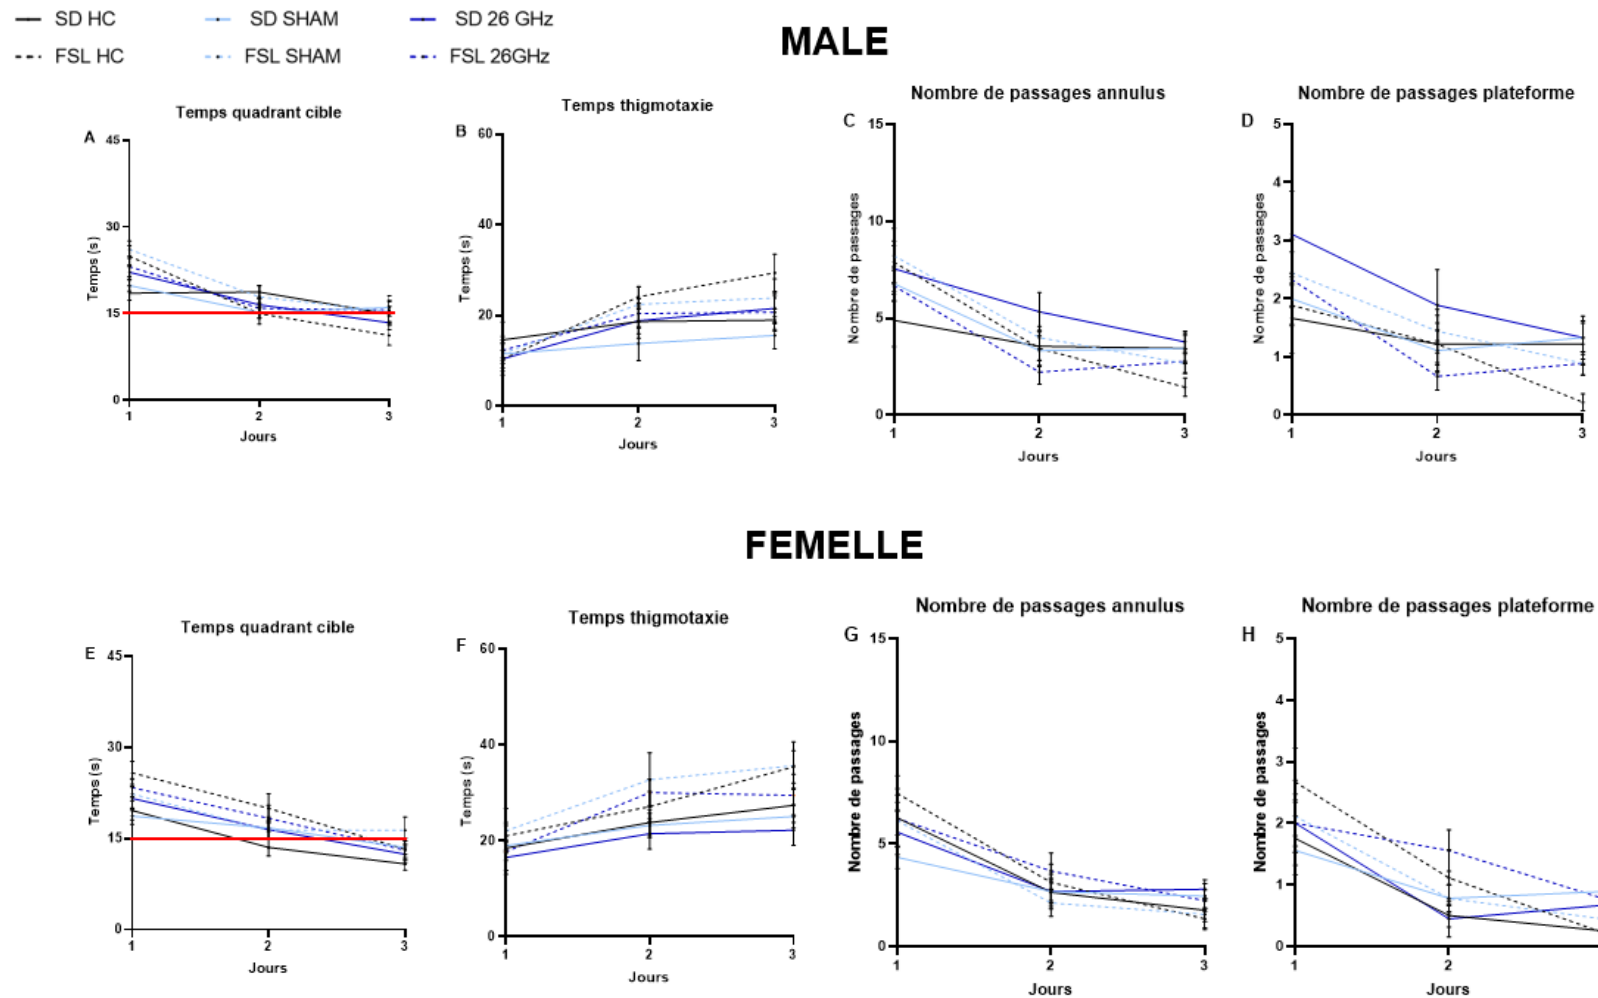 SD HC SD SHAM SD 26 GHz
FSL HC FSL SHAM FSL 26GHz
MALE
A
Temps quadrant cible
Temps (s)
45
30
15
0
1 2 3
Jours
B
Temps thigmotaxie
Temps (s)
60
40
20
0
1 2 3
Jours
C
Nombre de passages annulus
Nombre de passages
15
10
5
0
1 2 3
Jours
D
Nombre de passages plateforme
Nombre de passages
5
4
3
2
1
0
1 2 3
Jours
FEMELLE
E
Temps quadrant cible
Temps (s)
45
30
15
0
1 2 3
Jours
F
Temps thigmotaxie
Temps (s)
60
40
20
0
1 2 3
Jours
G
Nombre de passages annulus
Nombre de passages
15
10
5
0
1 2 3
Jours
H
Nombre de passages plateforme
Nombre de passages
5
4
3
2
1
0
1 2
Jours